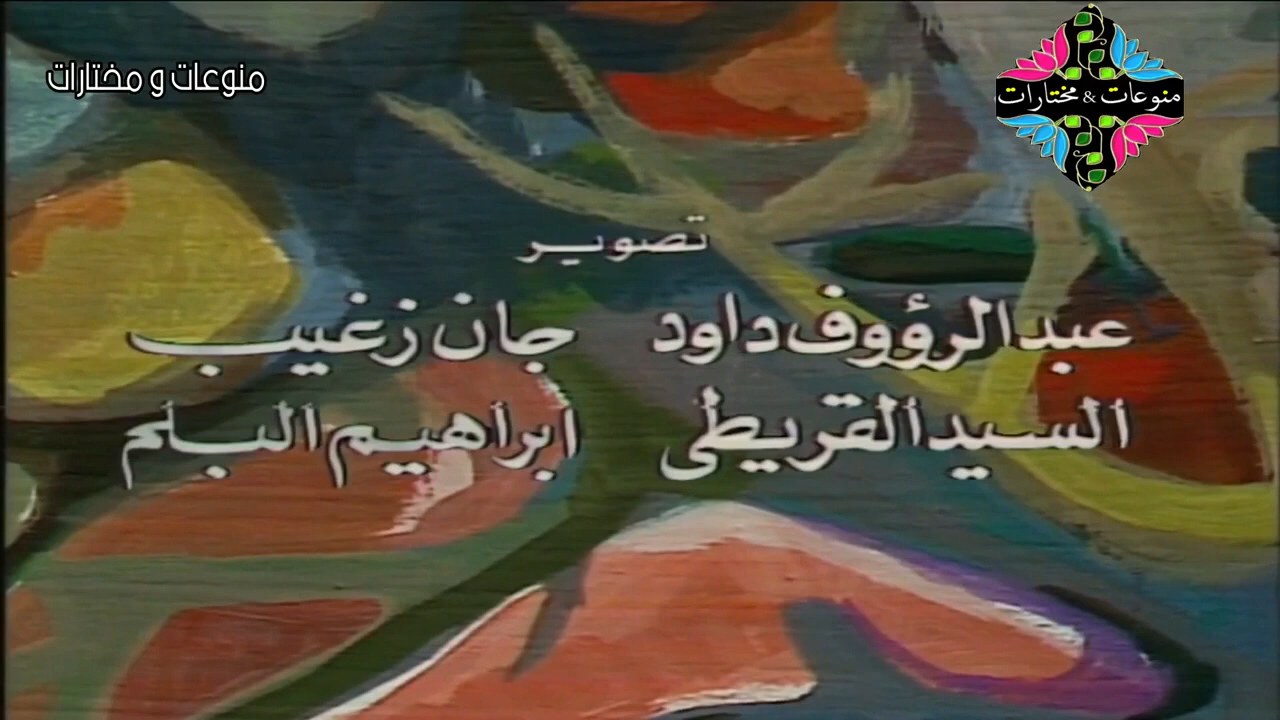 منوعات و مختارات
منوعات & مختارات
تصوير
عبدالرؤوف داود جان زغيب
السيد القريطى ابراهيم البلم